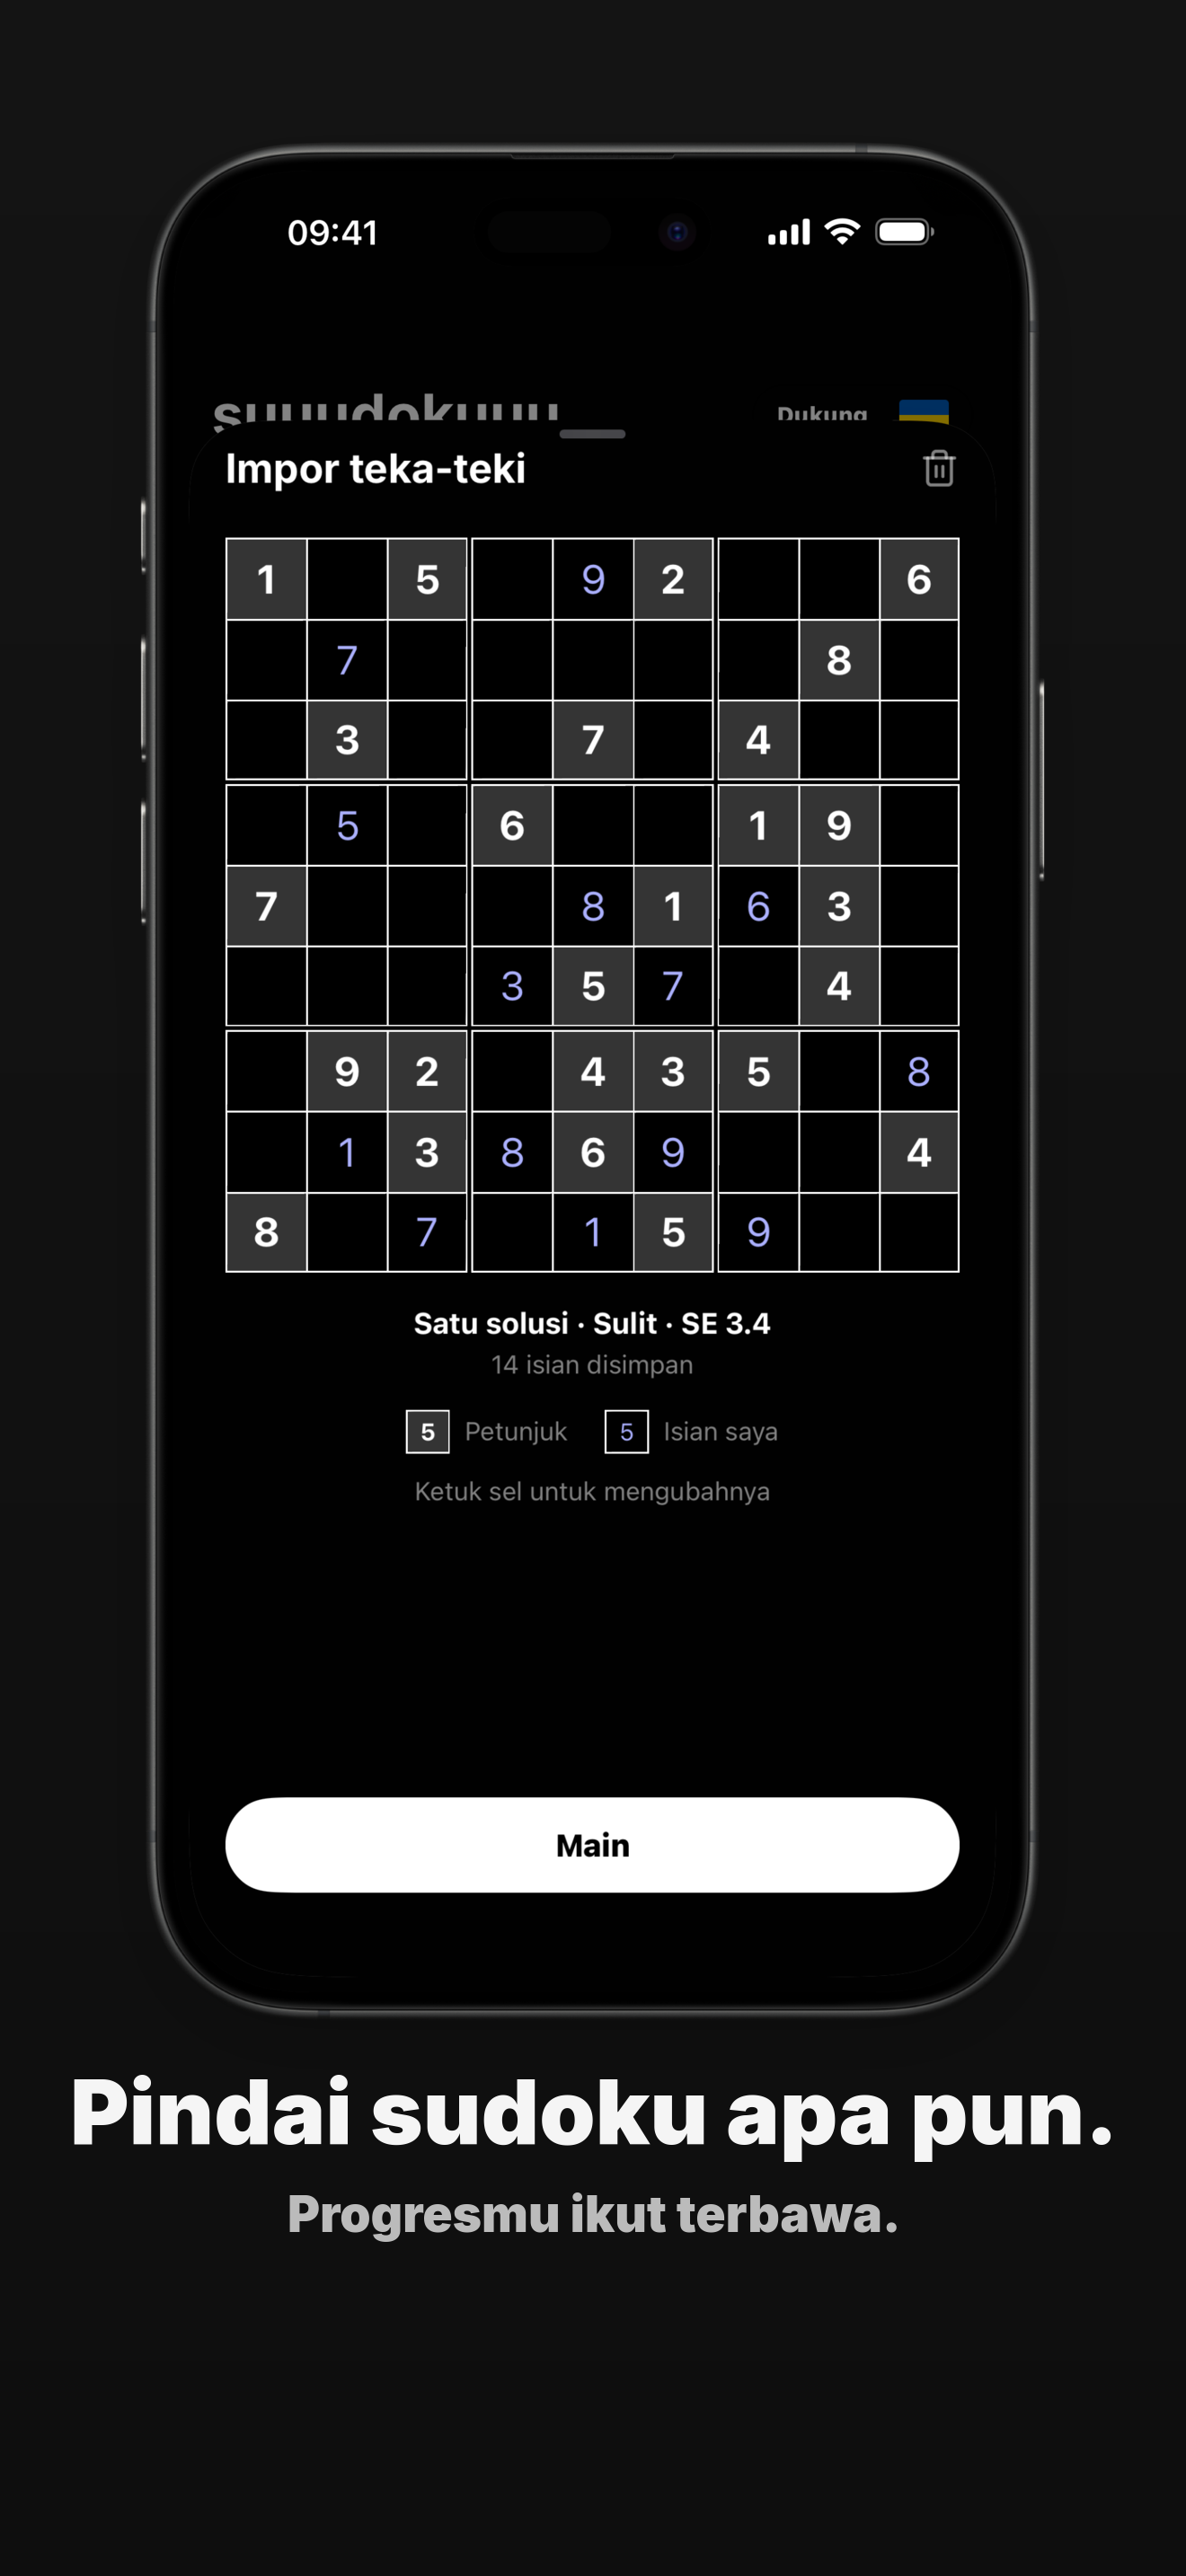 09:41
suuudokuuu Dukung
Impor teka-teki
1 5 9 2 6
7 8
3 7 4
5 6 1 9
7 8 1 6 3
3 5 7 4
9 2 4 3 5 8
1 3 8 6 9 4
8 7 1 5 9
Satu solusi · Sulit · SE 3.4
14 isian disimpan
5 Petunjuk 5 Isian saya
Ketuk sel untuk mengubahnya
Main
Pindai sudoku apa pun.
Progresmu ikut terbawa.